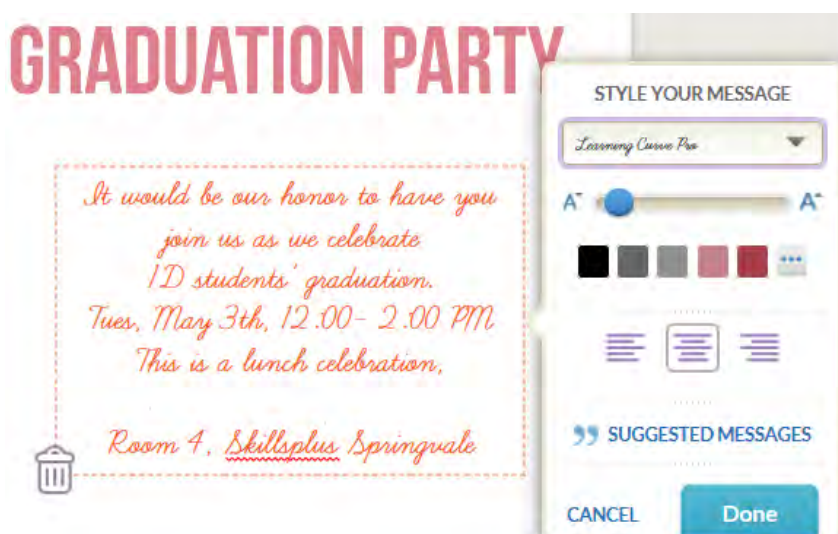 GRADUATION PARTY
It would be our honor to have you
join us as we celebrate
1D students' graduation.
Tues, May 3th, 12.00- 2.00 PM
This is a lunch celebration,
Room 4, Skillsplus Springvale
STYLE YOUR MESSAGE
Learning Curve Pro
A- A+
SUGGESTED MESSAGES
CANCEL Done